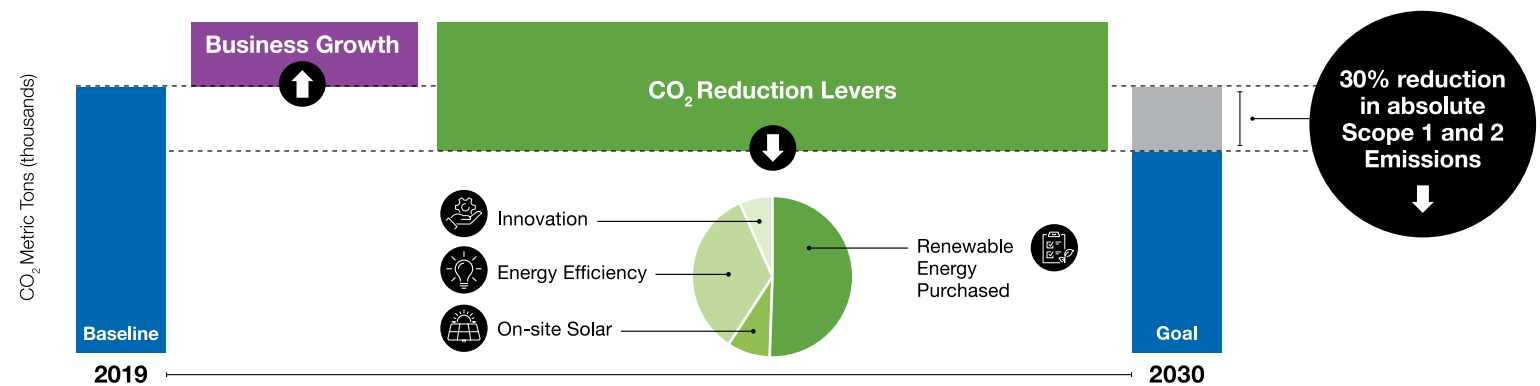 CO2 Metric Tons (thousands)
Business Growth
CO2 Reduction Levers
30% reduction
in absolute
Scope 1 and 2
Emissions
Innovation
Energy Efficiency
On-site Solar
Renewable
Energy
Purchased
Baseline
Goal
2019
2030